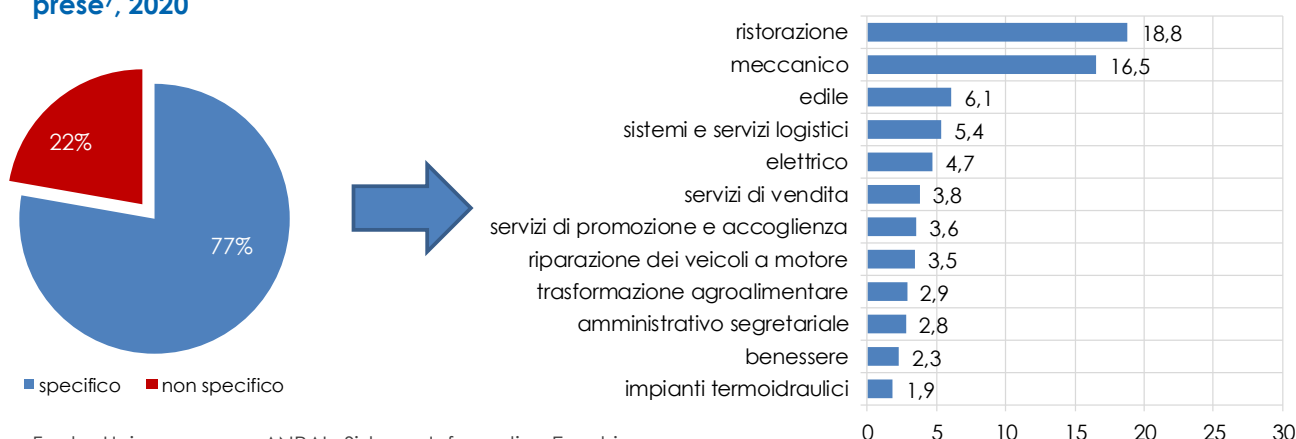 prese⁷, 2020
22%
77%
specifico non specifico
ristorazione 18,8
meccanico 16,5
edile 6,1
sistemi e servizi logistici 5,4
elettrico 4,7
servizi di vendita 3,8
servizi di promozione e accoglienza 3,6
riparazione dei veicoli a motore 3,5
trasformazione agroalimentare 2,9
amministrativo segretariale 2,8
benessere 2,3
impianti termoidraulici 1,9
0 5 10 15 20 25 30